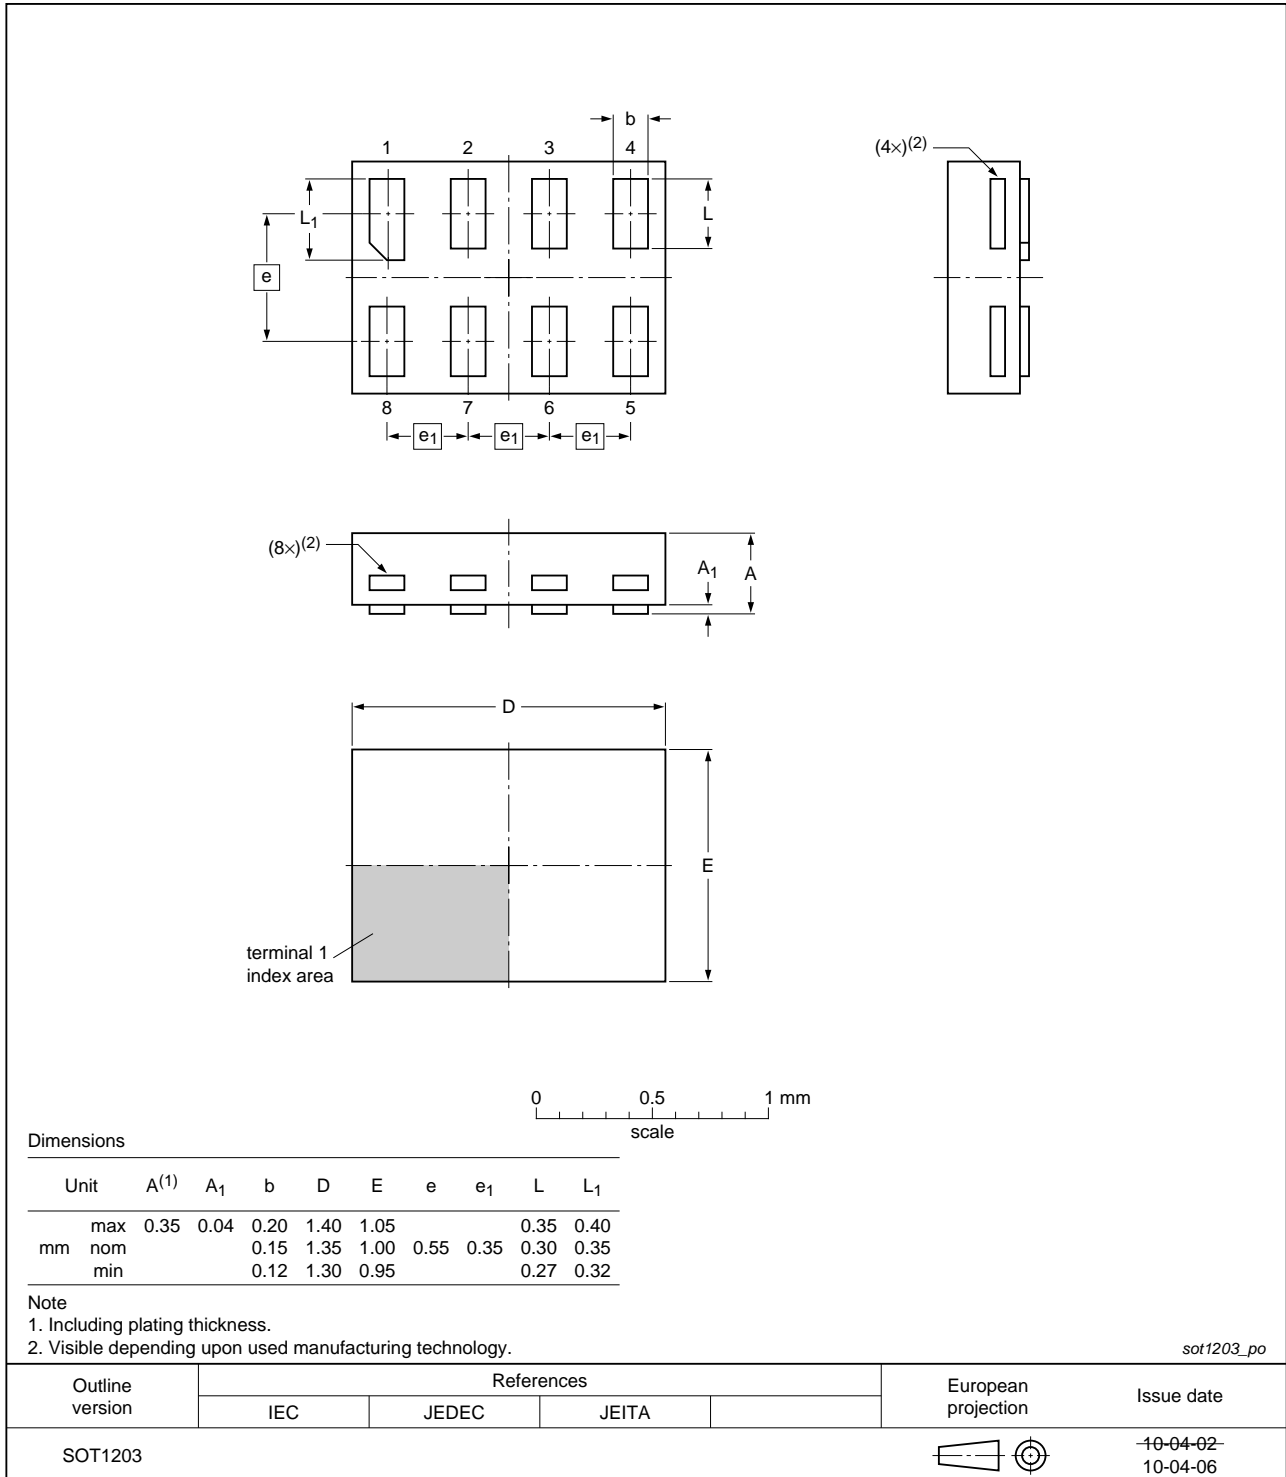 b
1 2 3 4
(4×)(2)
L1
L
e
8 7 6 5
e1 e1 e1
(8×)(2)
A1
A
D
E
terminal 1
index area
0 0.5 1 mm
scale
Dimensions
Unit A(1) A1 b D E e e1 L L1
max 0.35 0.04 0.20 1.40 1.05 0.35 0.40
mm nom 0.15 1.35 1.00 0.55 0.35 0.30 0.35
min 0.12 1.30 0.95 0.27 0.32
Note
1. Including plating thickness.
2. Visible depending upon used manufacturing technology.
sot1203_po
Outline
version
References
IEC JEDEC JEITA
European
projection
Issue date
SOT1203
10-04-02
10-04-06